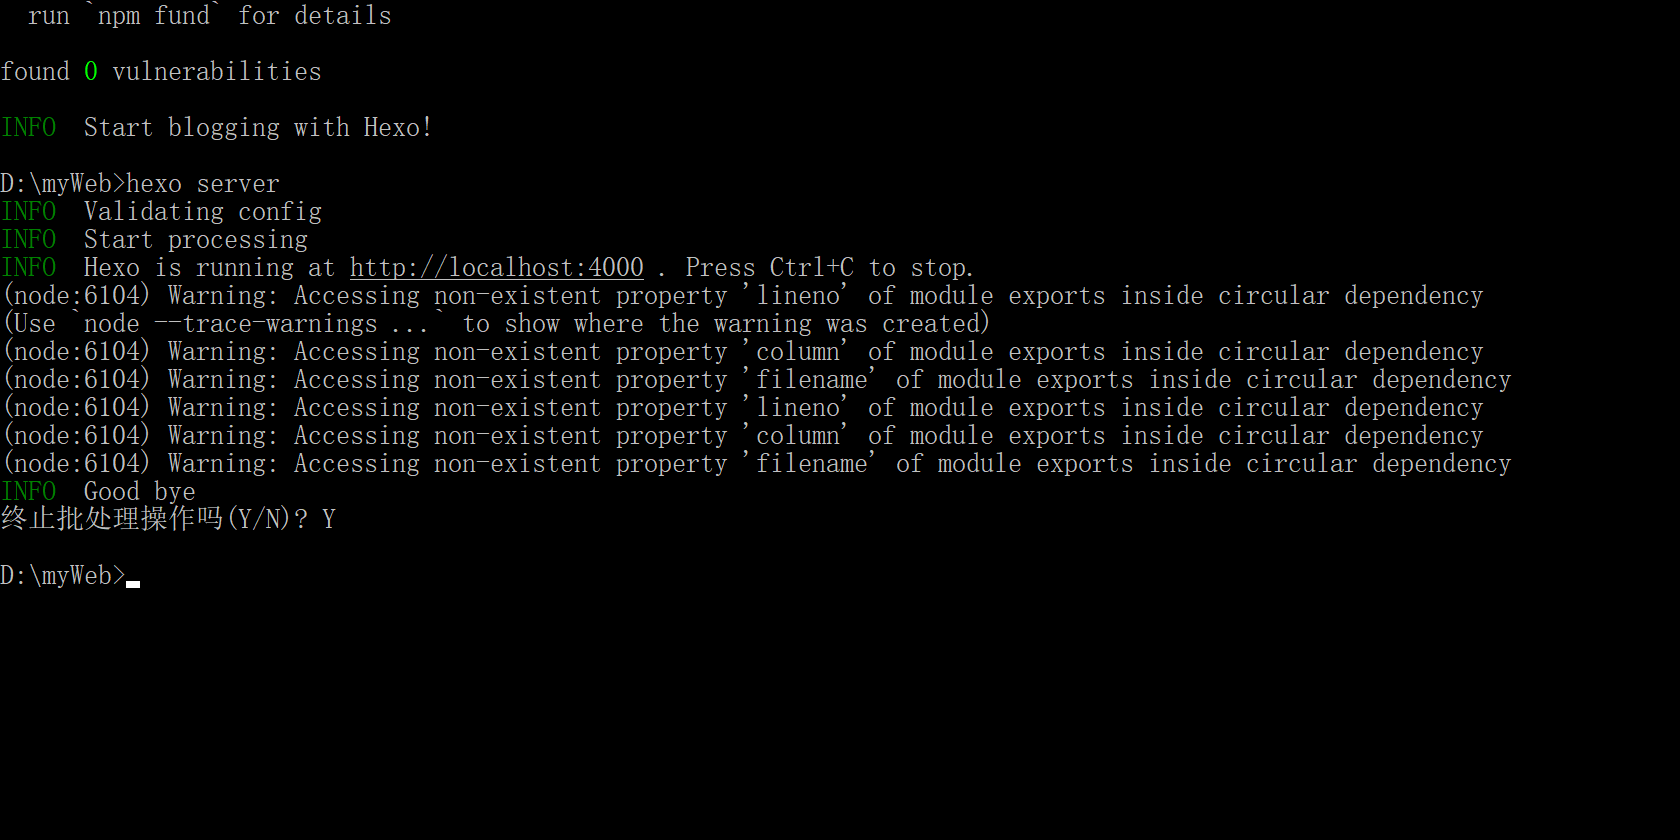 run `npm fund` for details
found 0 vulnerabilities
INFO  Start blogging with Hexo!
D:\myWeb>hexo server
INFO  Validating config
INFO  Start processing
INFO  Hexo is running at http://localhost:4000 . Press Ctrl+C to stop.
(node:6104) Warning: Accessing non-existent property 'lineno' of module exports inside circular dependency
(Use `node --trace-warnings ...` to show where the warning was created)
(node:6104) Warning: Accessing non-existent property 'column' of module exports inside circular dependency
(node:6104) Warning: Accessing non-existent property 'filename' of module exports inside circular dependency
(node:6104) Warning: Accessing non-existent property 'lineno' of module exports inside circular dependency
(node:6104) Warning: Accessing non-existent property 'column' of module exports inside circular dependency
(node:6104) Warning: Accessing non-existent property 'filename' of module exports inside circular dependency
INFO  Good bye
终止批处理操作吗(Y/N)? Y
D:\myWeb>